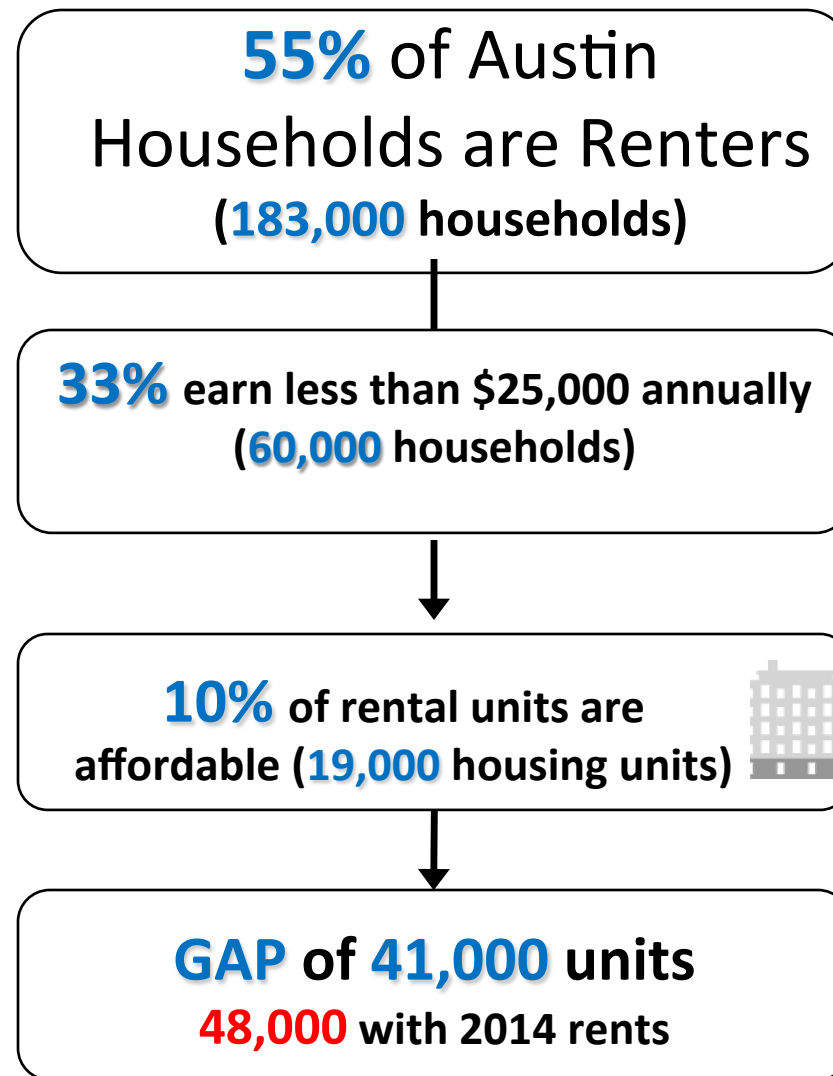 55% of Austin
Households are Renters
(183,000 households)
33% earn less than $25,000 annually
(60,000 households)
10% of rental units are
affordable (19,000 housing units)
GAP of 41,000 units
48,000 with 2014 rents